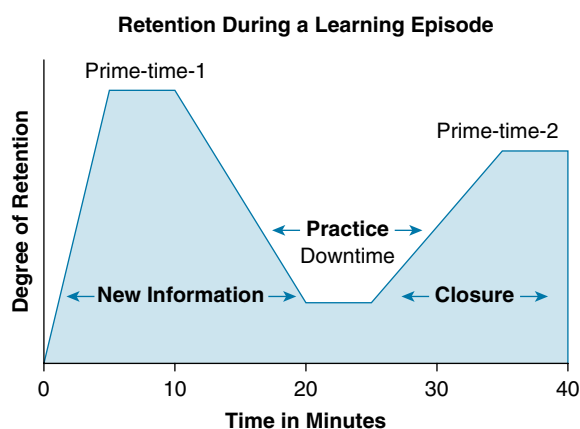 Retention During a Learning Episode
Prime-time-1
Prime-time-2
Degree of Retention
Practice
Downtime
New Information
Closure
0
10
20
30
40
Time in Minutes